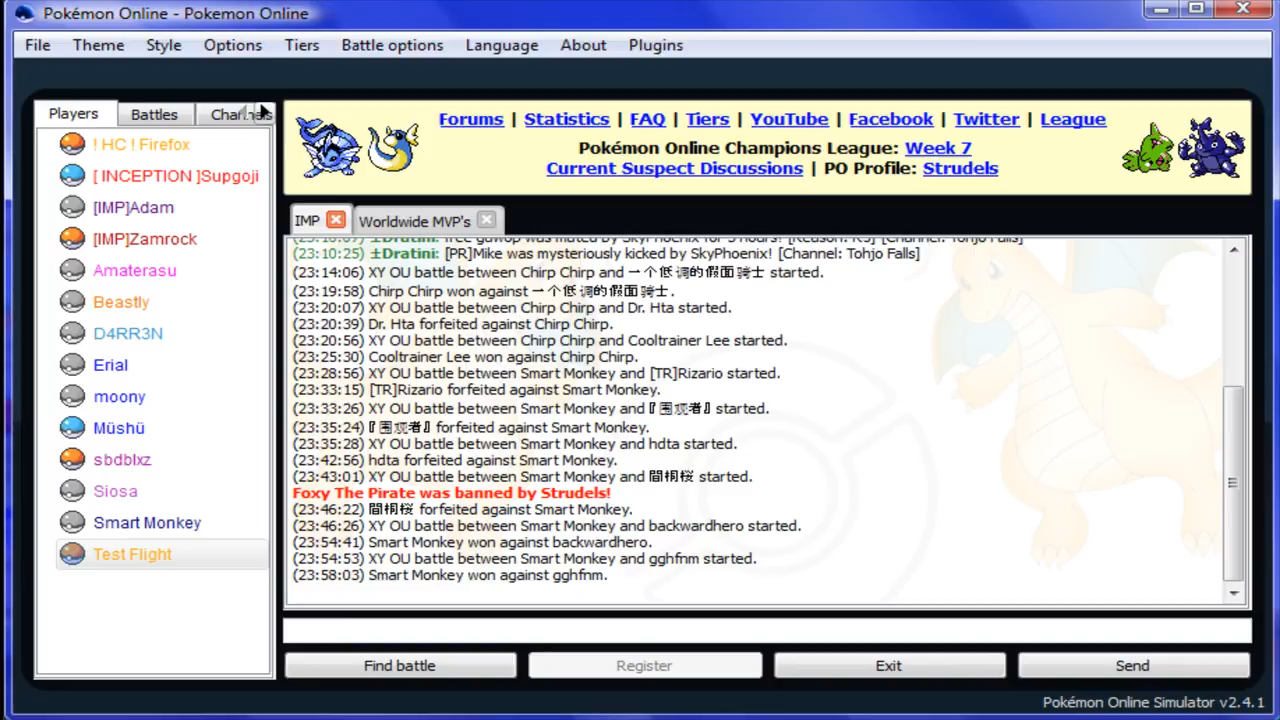 Pokémon Online - Pokemon Online
File Theme Style Options Tiers Battle options Language About Plugins
Players Battles Channels
! HC ! Firefox
[ INCEPTION ]Supgoji
[IMP]Adam
[IMP]Zamrock
Amaterasu
Beastly
D4RR3N
Erial
moony
Müshü
sbdblxz
Siosa
Smart Monkey
Test Flight
Forums | Statistics | FAQ | Tiers | YouTube | Facebook | Twitter | League
Pokémon Online Champions League: Week 7
Current Suspect Discussions | PO Profile: Strudels
IMP Worldwide MVP's
(23:10:25) ±Dratini: [PR]Mike was mysteriously kicked by SkyPhoenix! [Channel: Tohjo Falls]
(23:14:06) XY OU battle between Chirp Chirp and 一个低调的假面骑士 started.
(23:19:58) Chirp Chirp won against 一个低调的假面骑士.
(23:20:07) XY OU battle between Chirp Chirp and Dr. Hta started.
(23:20:39) Dr. Hta forfeited against Chirp Chirp.
(23:20:56) XY OU battle between Chirp Chirp and Cooltrainer Lee started.
(23:25:30) Cooltrainer Lee won against Chirp Chirp.
(23:28:56) XY OU battle between Smart Monkey and [TR]Rizario started.
(23:33:15) [TR]Rizario forfeited against Smart Monkey.
(23:33:26) XY OU battle between Smart Monkey and 『围观者』 started.
(23:35:24) 『围观者』 forfeited against Smart Monkey.
(23:35:28) XY OU battle between Smart Monkey and hdta started.
(23:42:56) hdta forfeited against Smart Monkey.
(23:43:01) XY OU battle between Smart Monkey and 間桐桜 started.
Foxy The Pirate was banned by Strudels!
(23:46:22) 間桐桜 forfeited against Smart Monkey.
(23:46:26) XY OU battle between Smart Monkey and backwardhero started.
(23:54:41) Smart Monkey won against backwardhero.
(23:54:53) XY OU battle between Smart Monkey and gghfnm started.
(23:58:03) Smart Monkey won against gghfnm.
Find battle Register Exit Send
Pokémon Online Simulator v2.4.1